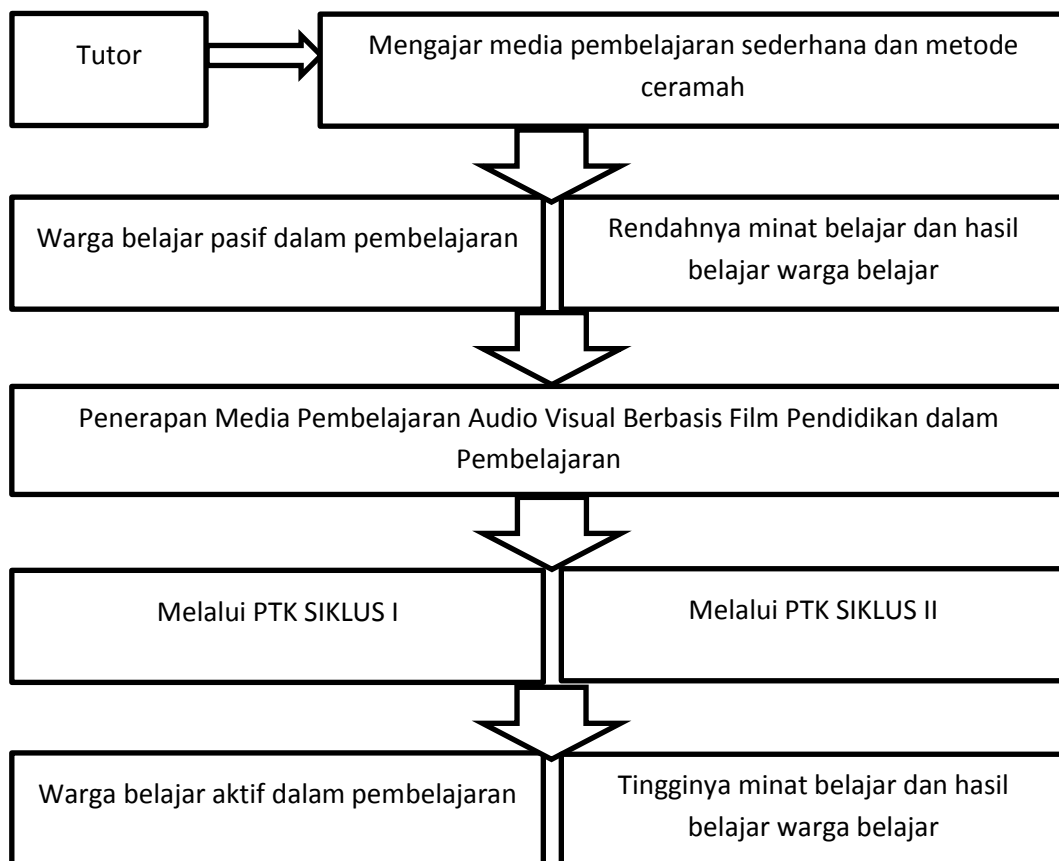 Tutor
Mengajar media pembelajaran sederhana dan metode
ceramah
Warga belajar pasif dalam pembelajaran
Rendahnya minat belajar dan hasil
belajar warga belajar
Penerapan Media Pembelajaran Audio Visual Berbasis Film Pendidikan dalam
Pembelajaran
Melalui PTK SIKLUS I
Melalui PTK SIKLUS II
Warga belajar aktif dalam pembelajaran
Tingginya minat belajar dan hasil
belajar warga belajar